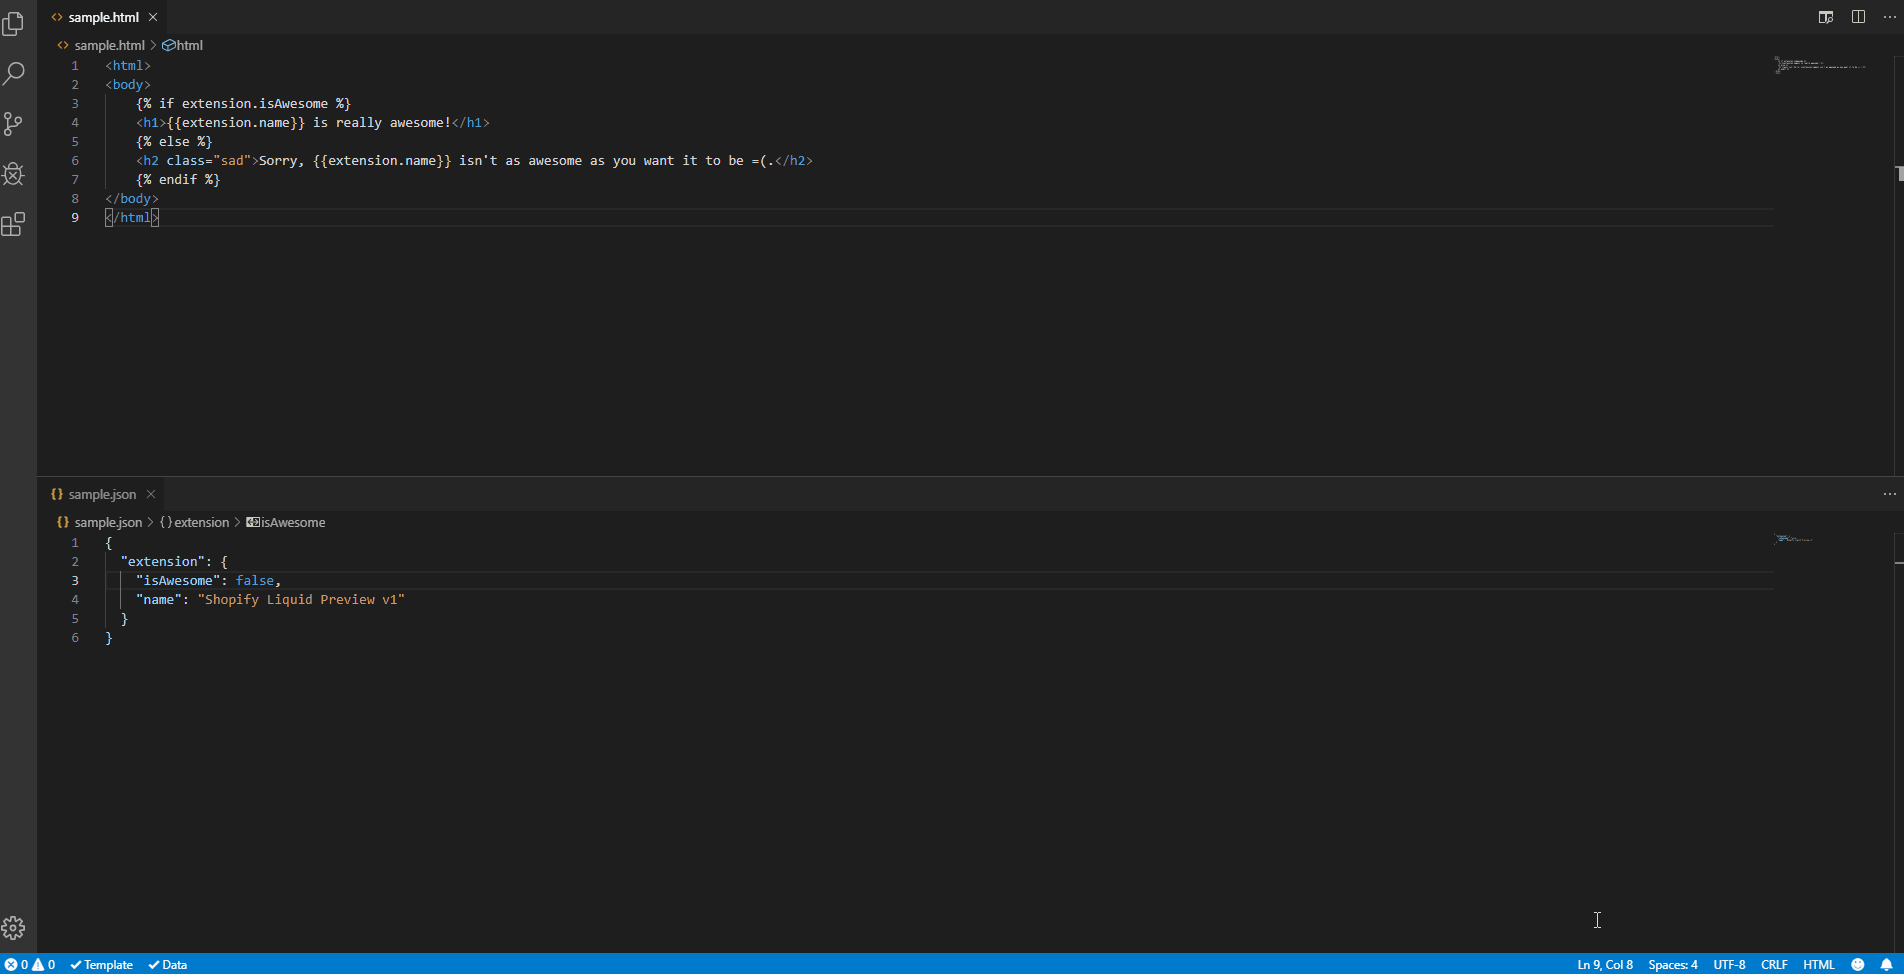 sample.html
sample.html > html
1 <html>
2 <body>
3 {% if extension.isAwesome %}
4 <h1>{{extension.name}} is really awesome!</h1>
5 {% else %}
6 <h2 class="sad">Sorry, {{extension.name}} isn't as awesome as you want it to be =(.</h2>
7 {% endif %}
8 </body>
9 </html>
sample.json
sample.json > {} extension > isAwesome
1 {
2 "extension": {
3 "isAwesome": false,
4 "name": "Shopify Liquid Preview v1"
5 }
6 }
0 0 Template Data Ln 9, Col 8 Spaces: 4 UTF-8 CRLF HTML